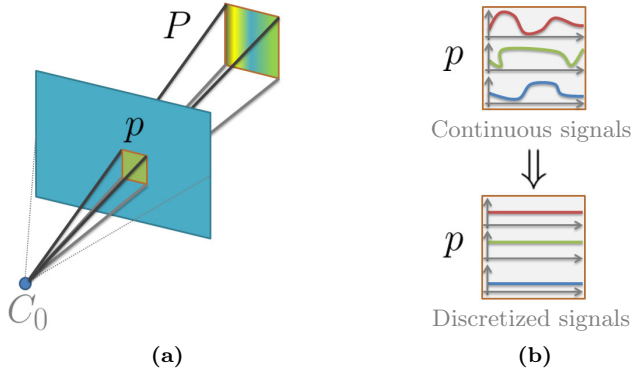 P
p
C₀
(a)
p
Continuous signals
⇓
p
Discretized signals
(b)